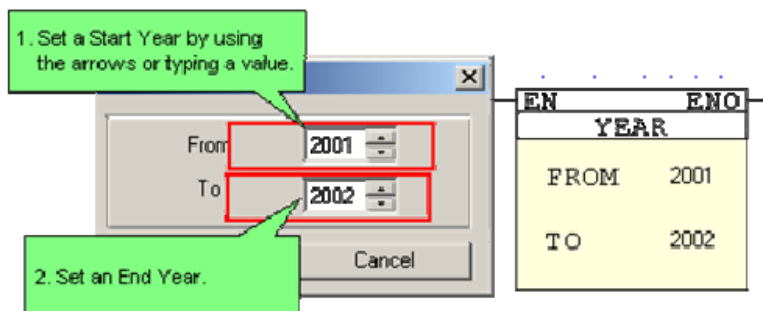 1. Set a Start Year by using
the arrows or typing a value.
From
2001
To
2002
2. Set an End Year.
Cancel
EN ENO
YEAR
FROM 2001
TO 2002